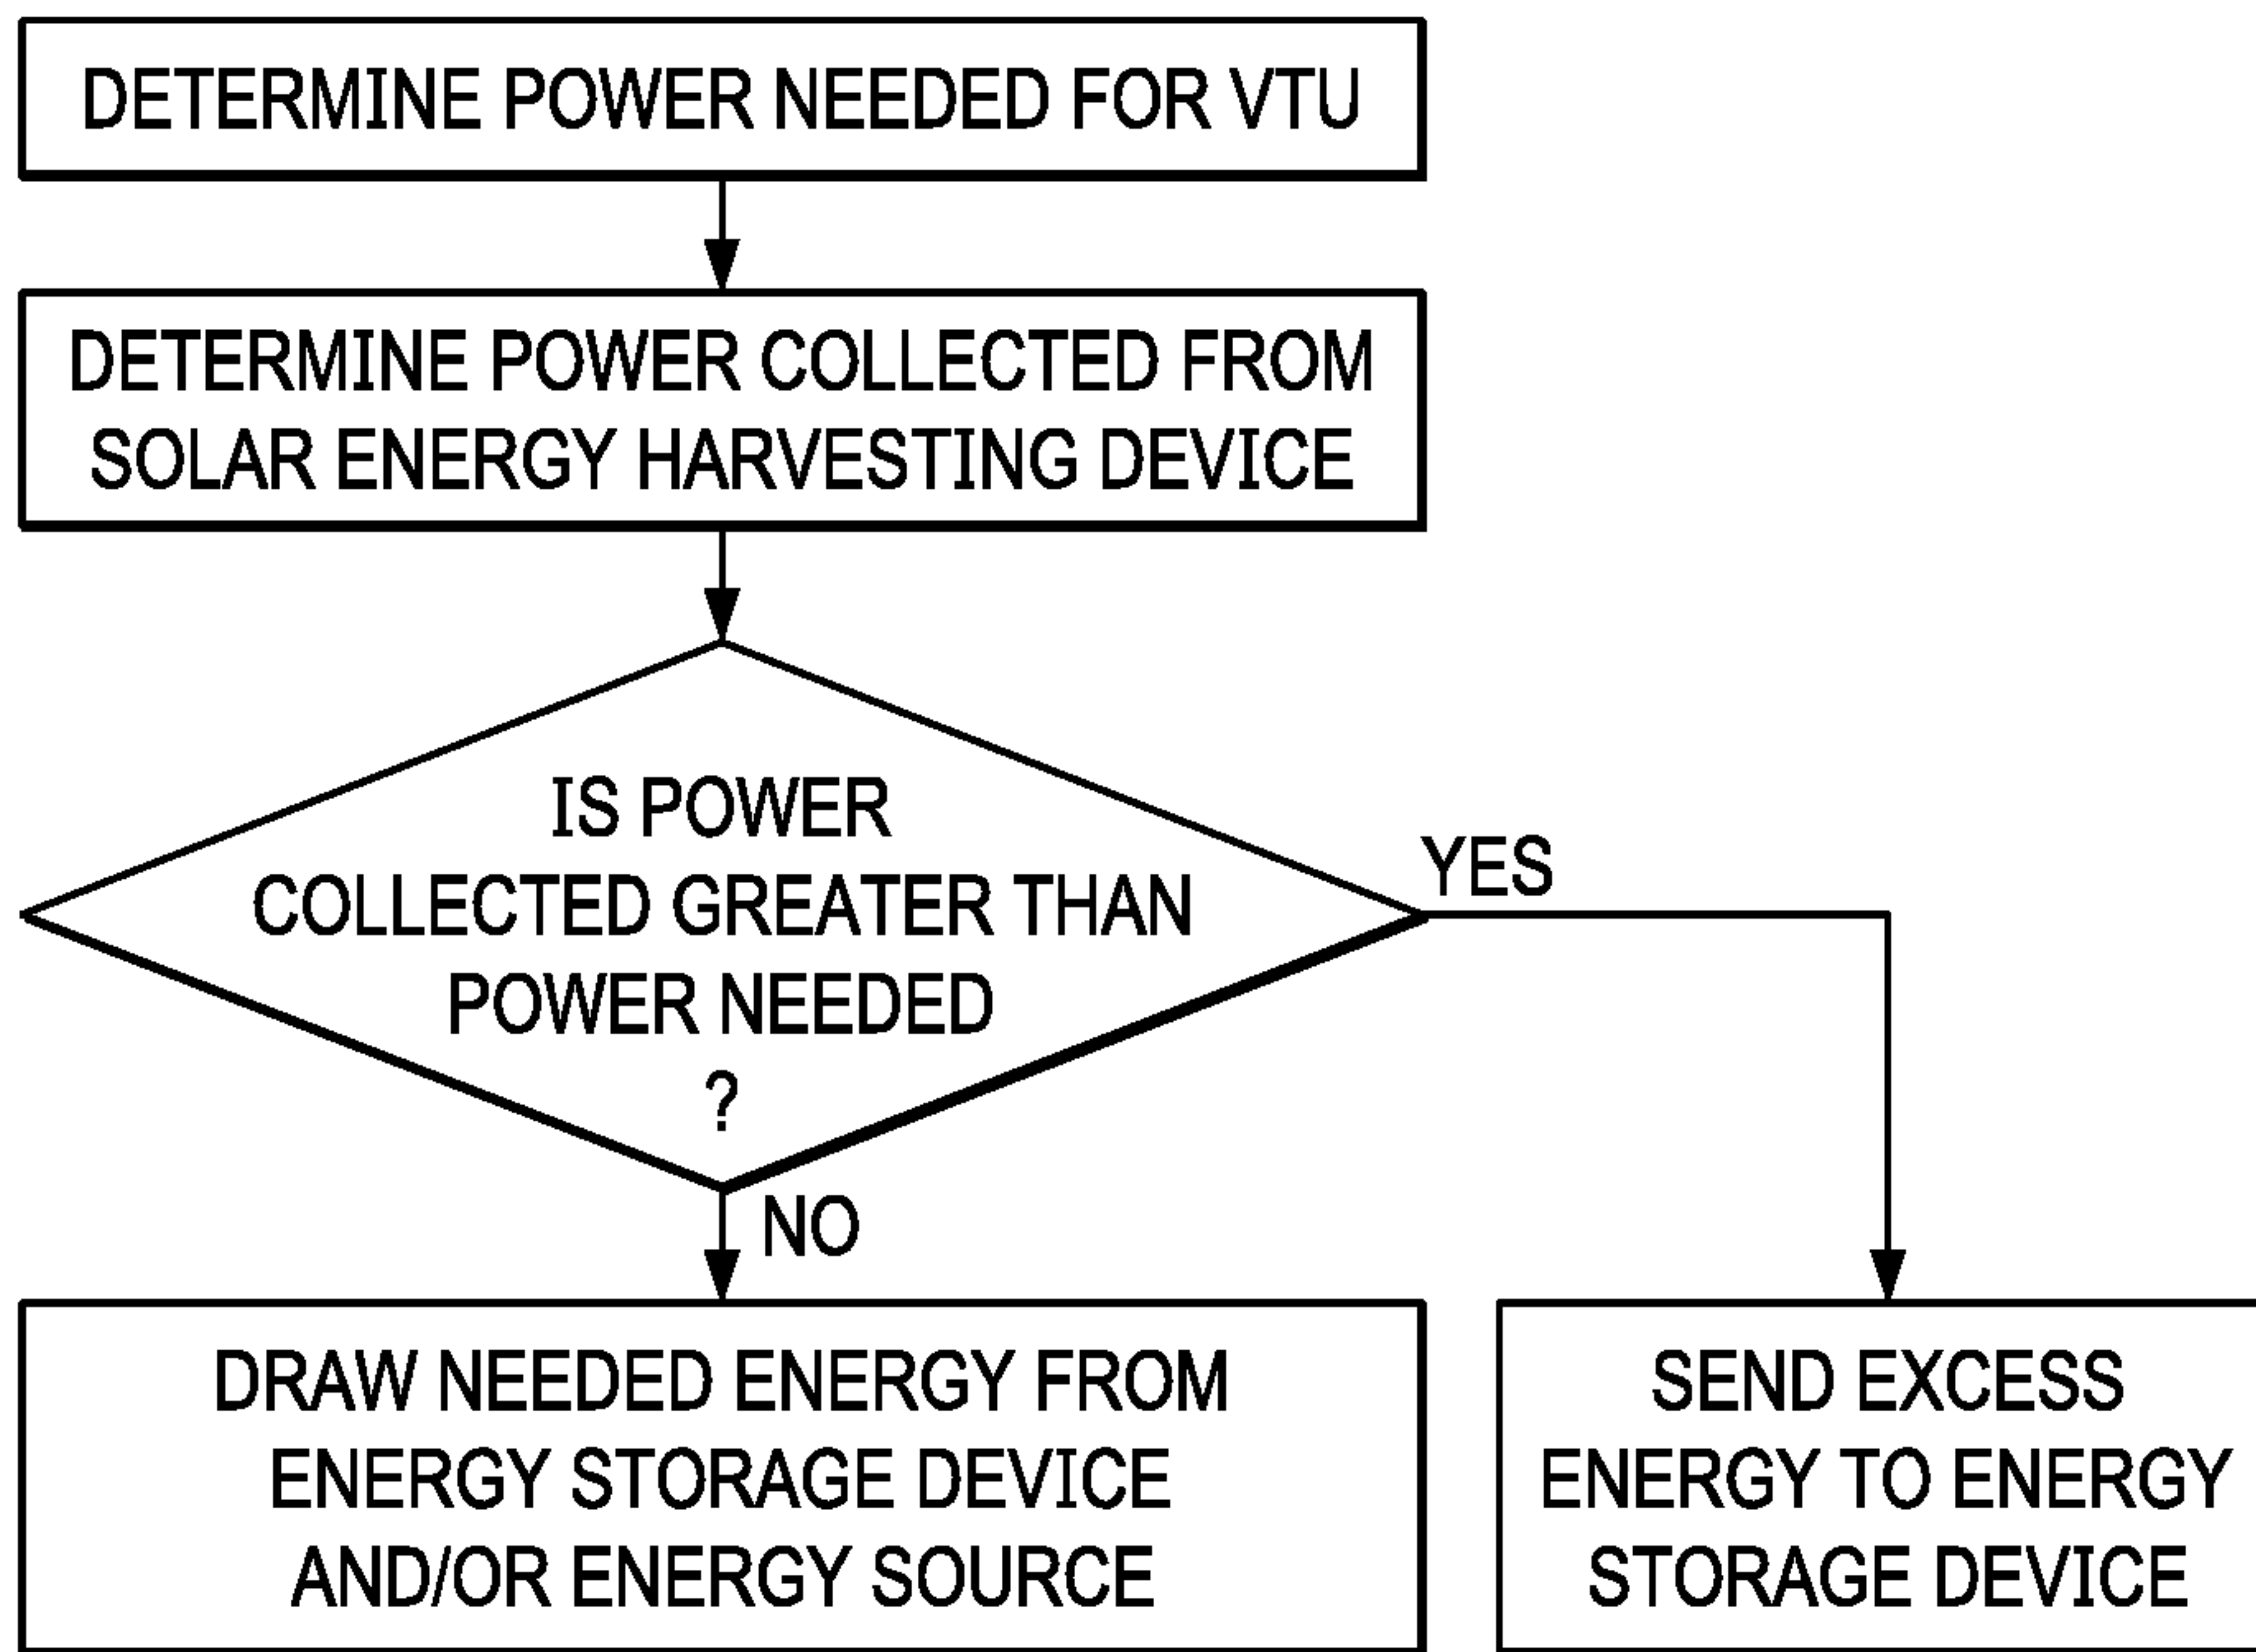 DETERMINE POWER NEEDED FOR VTU
DETERMINE POWER COLLECTED FROM
SOLAR ENERGY HARVESTING DEVICE
IS POWER
COLLECTED GREATER THAN
POWER NEEDED
?
YES
NO
DRAW NEEDED ENERGY FROM
ENERGY STORAGE DEVICE
AND/OR ENERGY SOURCE
SEND EXCESS
ENERGY TO ENERGY
STORAGE DEVICE